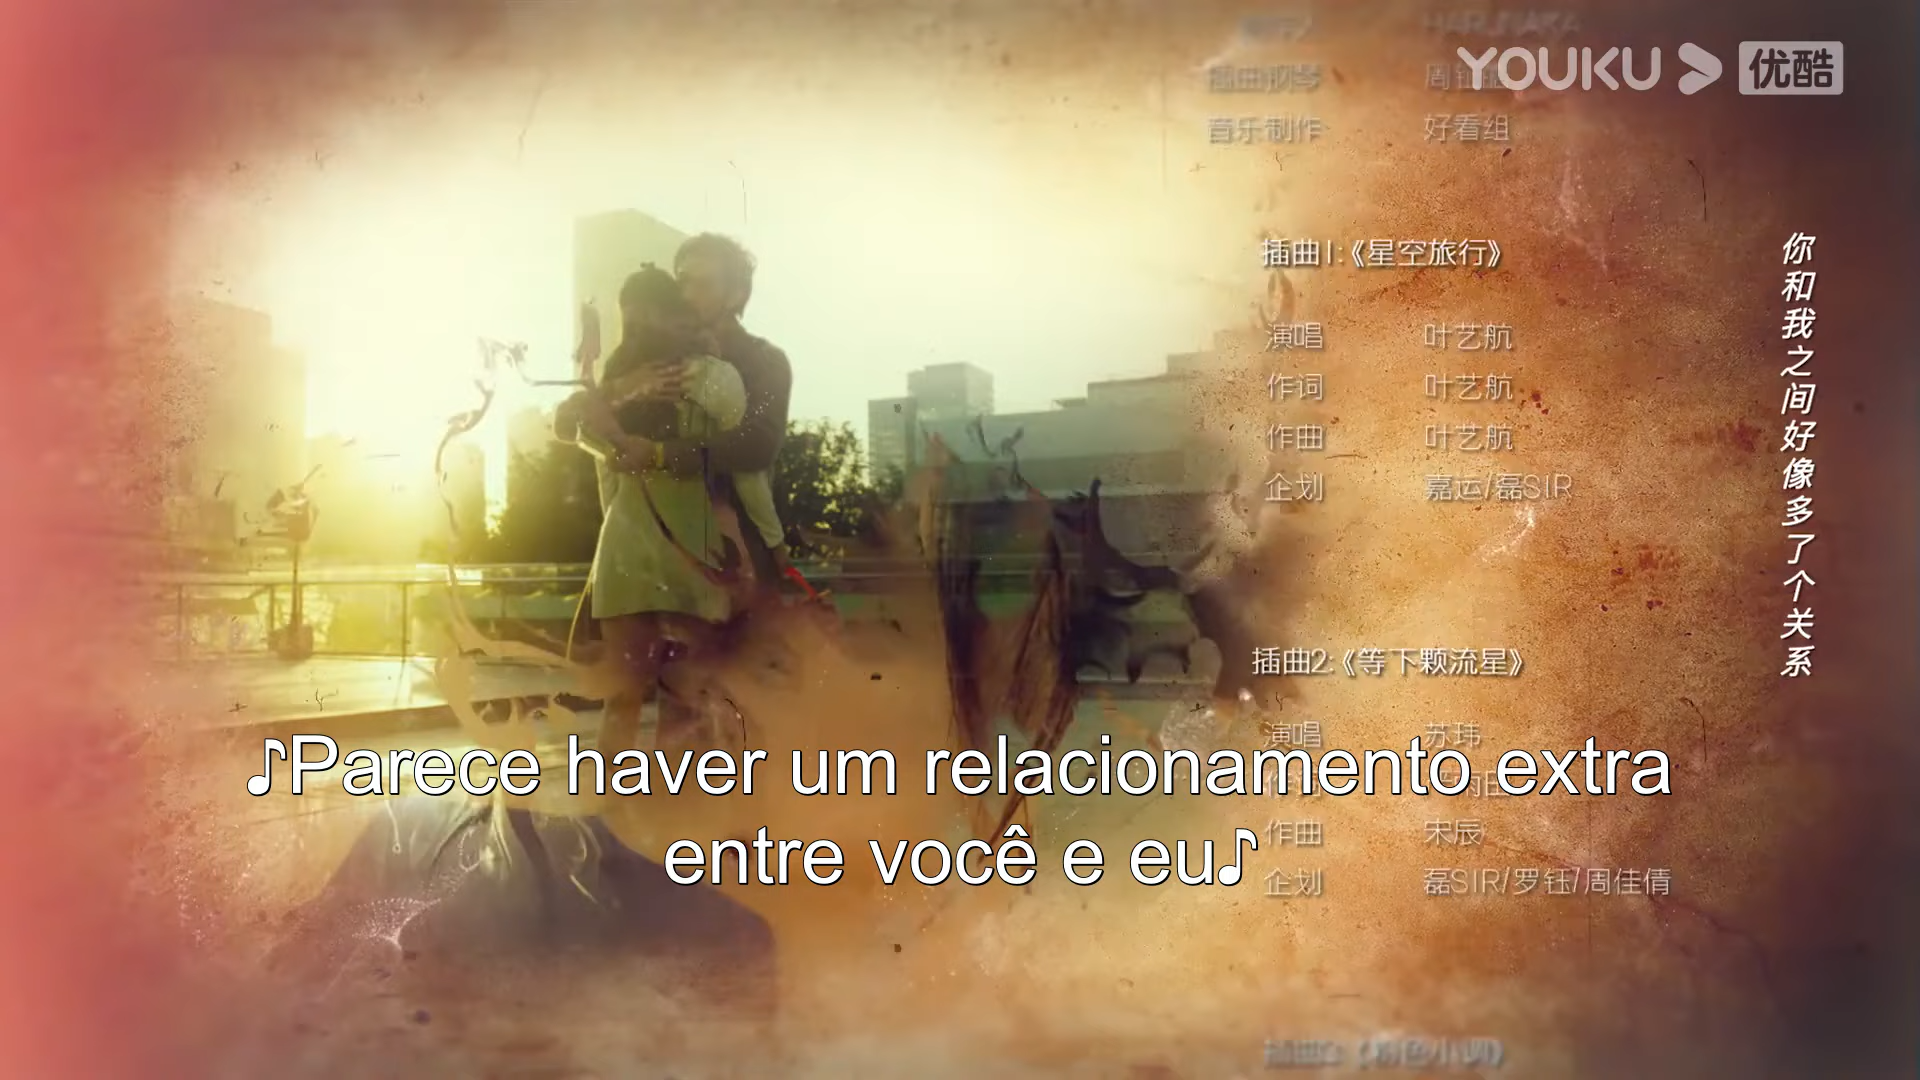 YOUKU 优酷
音乐制作 好看组
插曲1:《星空旅行》
演唱 叶艺航
作词 叶艺航
作曲 叶艺航
企划 嘉运/磊SIR
插曲2:《等下颗流星》
演唱 苏玮
作曲 宋辰
企划 磊SIR/罗钰/周佳倩
你和我之间好像多了个关系
♪Parece haver um relacionamento extra
entre você e eu♪